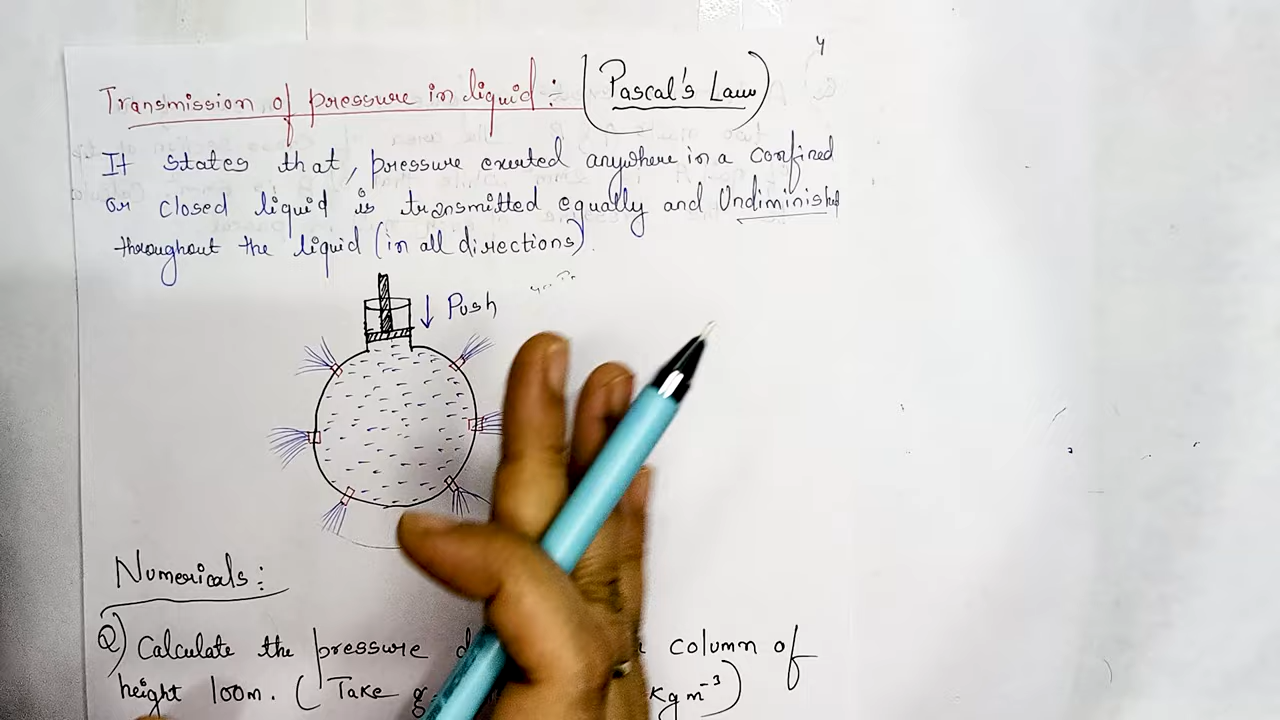 Transmission of pressure in liquid :- (Pascal's Law)
It states that, pressure exerted anywhere in a confined
or closed liquid is transmitted equally and Undiminished
throughout the liquid (in all directions).
↓ Push
Numericals:
Q) Calculate the pressure column of
height 100m. (Take g kg m⁻³)